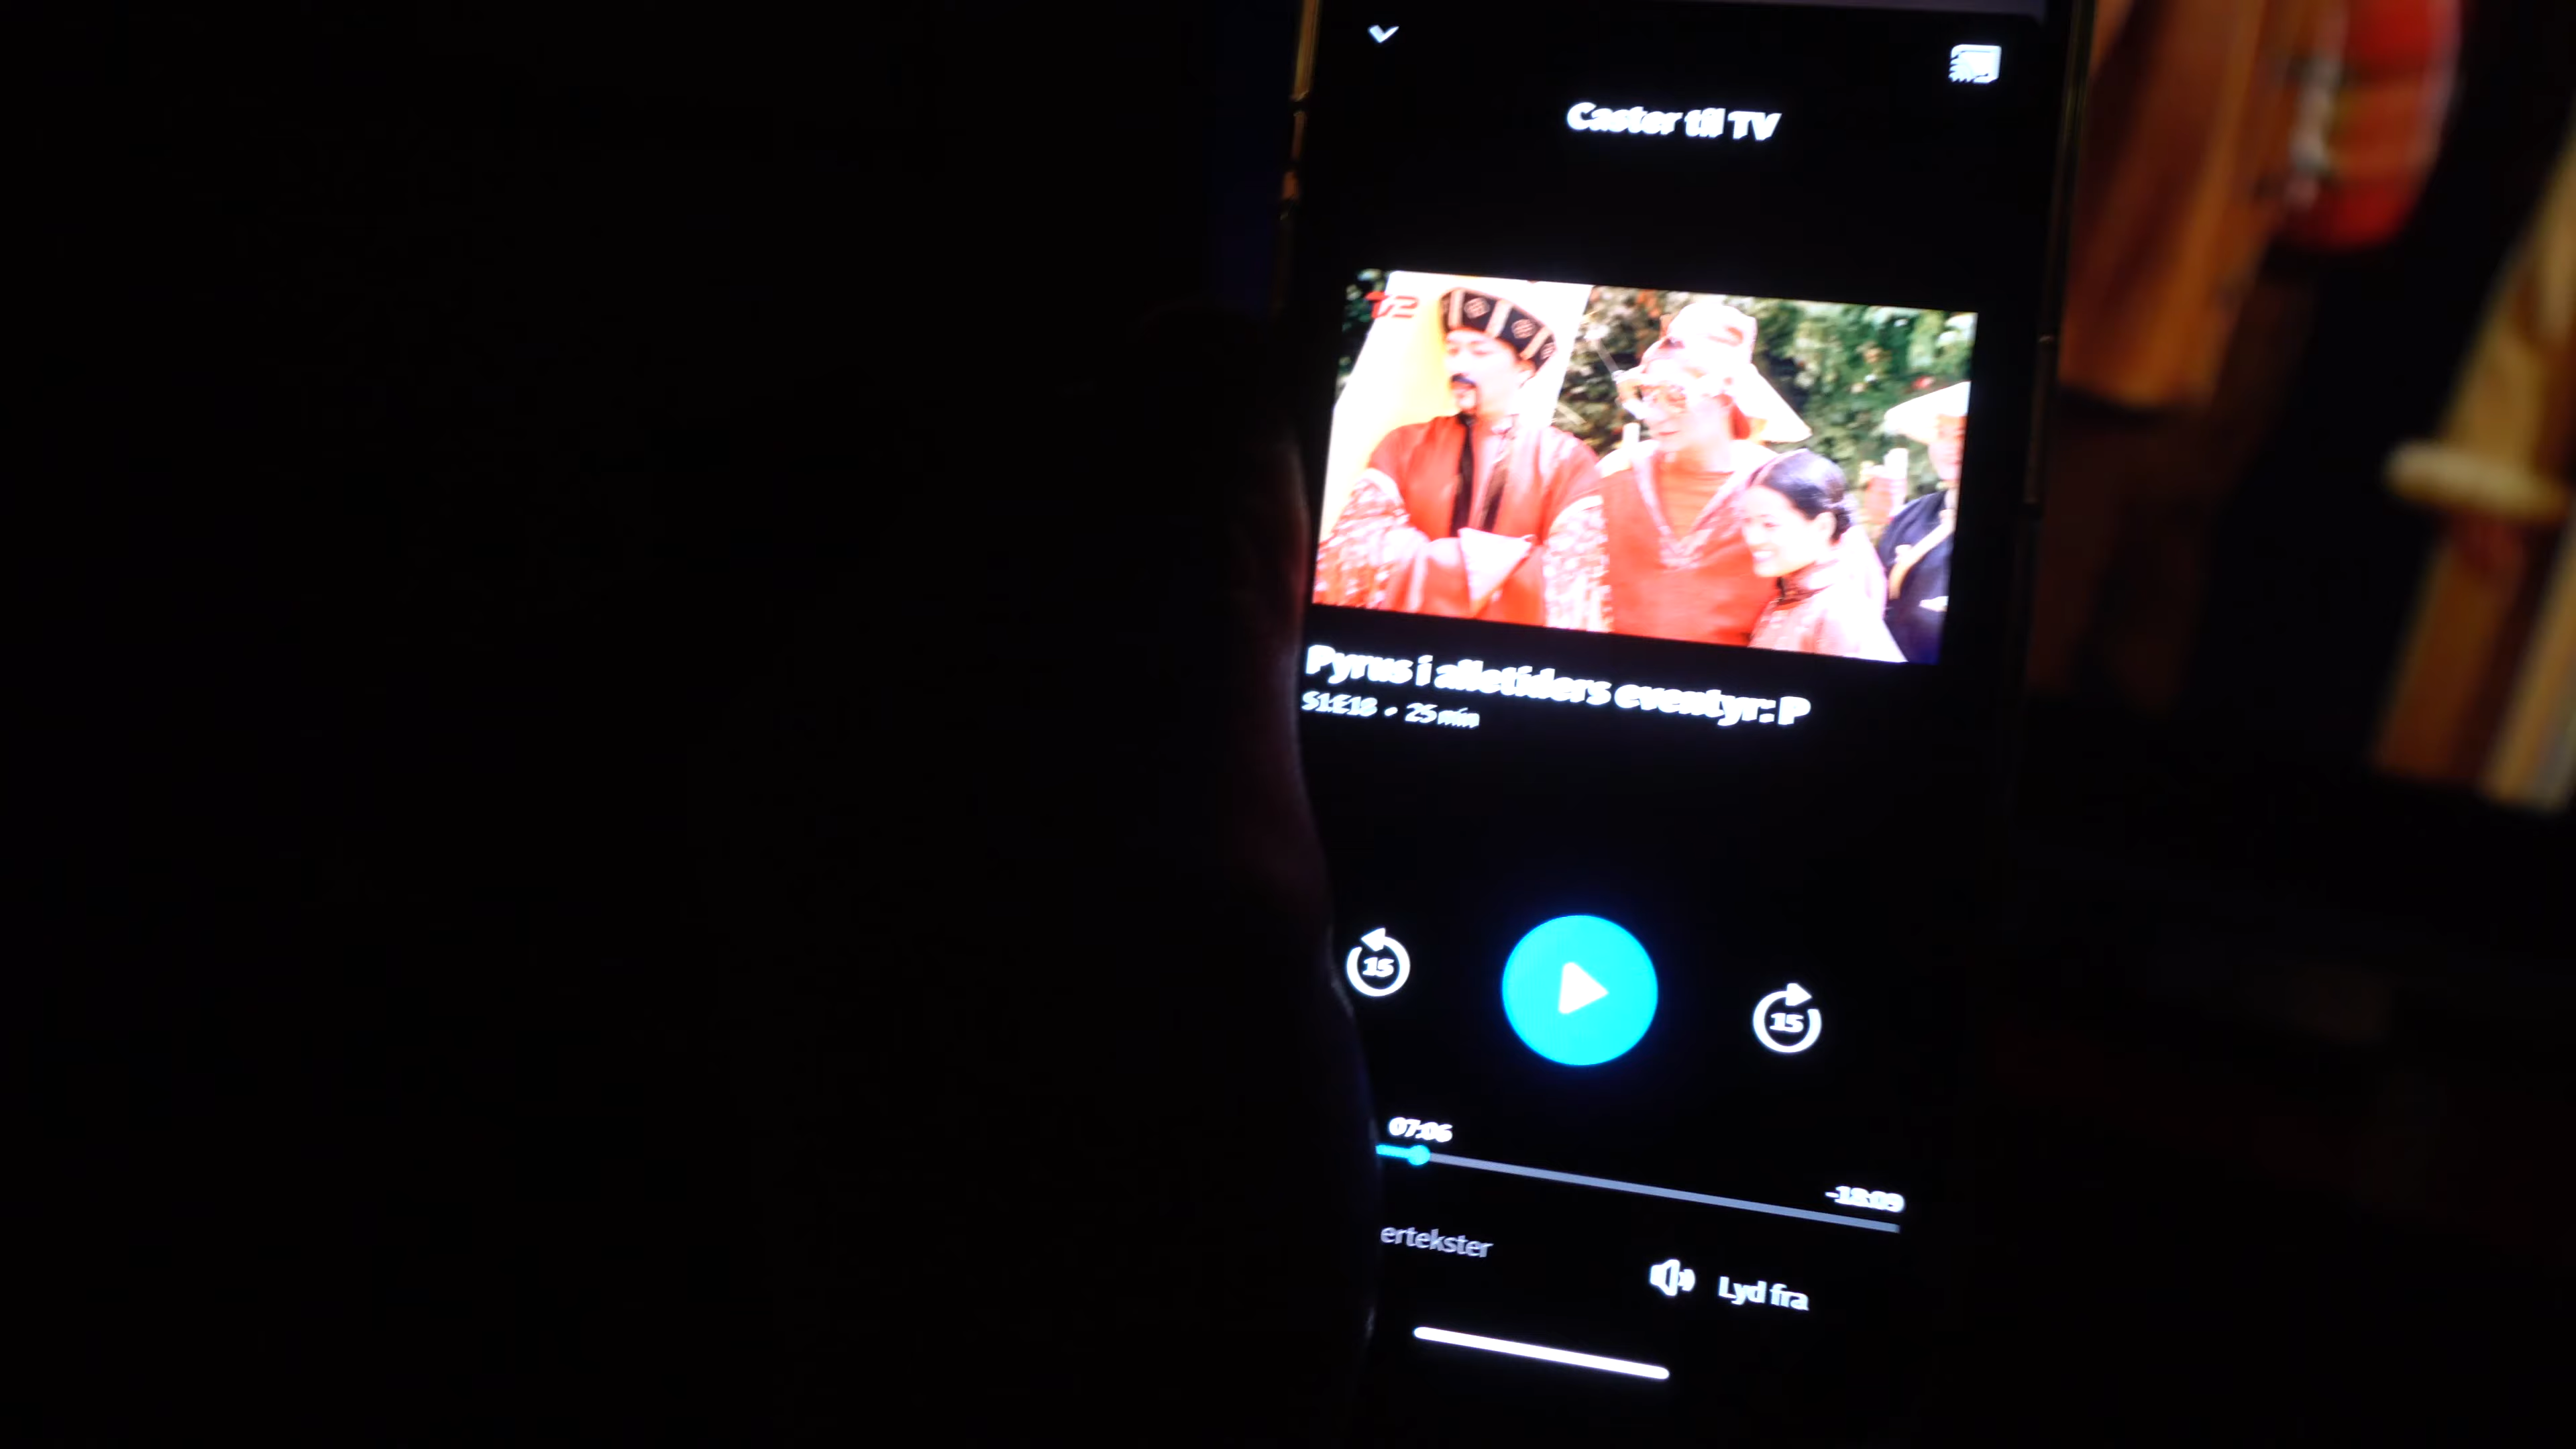 Caster til TV
tv2
Pyrus i alletiders eventyr: P
S1:E18 • 25 min
15
15
07:06
-18:09
ertekster
Lyd fra